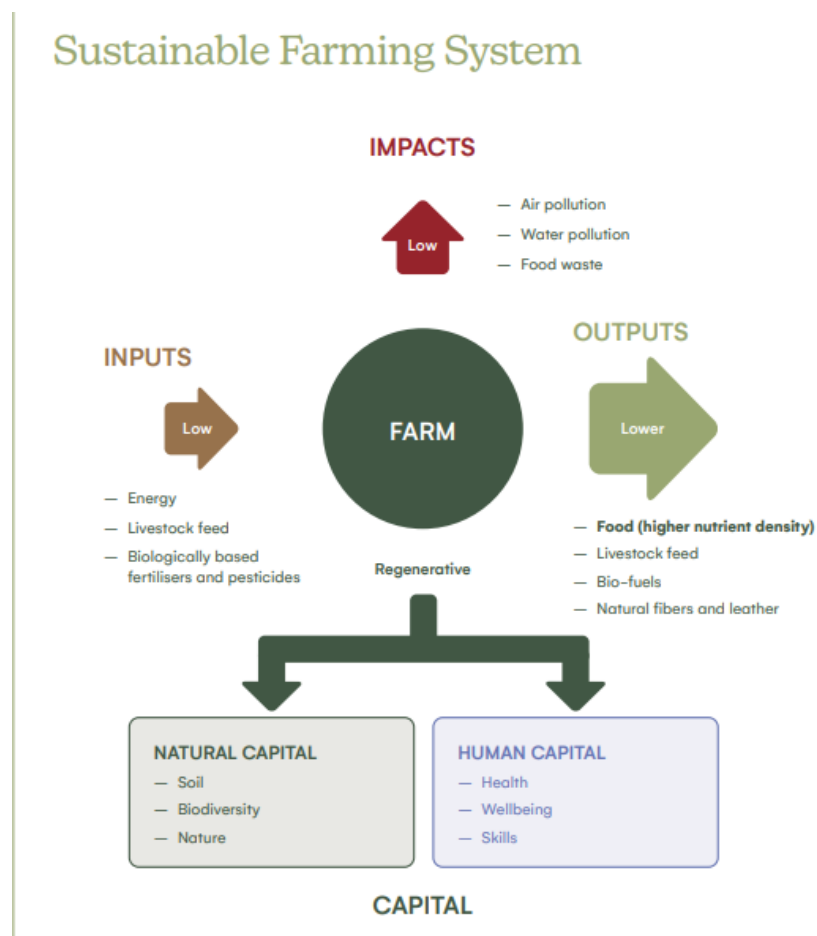 Sustainable Farming System
IMPACTS
Low
— Air pollution
— Water pollution
— Food waste
INPUTS
Low
— Energy
— Livestock feed
— Biologically based
fertilisers and pesticides
FARM
Regenerative
OUTPUTS
Lower
— Food (higher nutrient density)
— Livestock feed
— Bio-fuels
— Natural fibers and leather
NATURAL CAPITAL
— Soil
— Biodiversity
— Nature
HUMAN CAPITAL
— Health
— Wellbeing
— Skills
CAPITAL